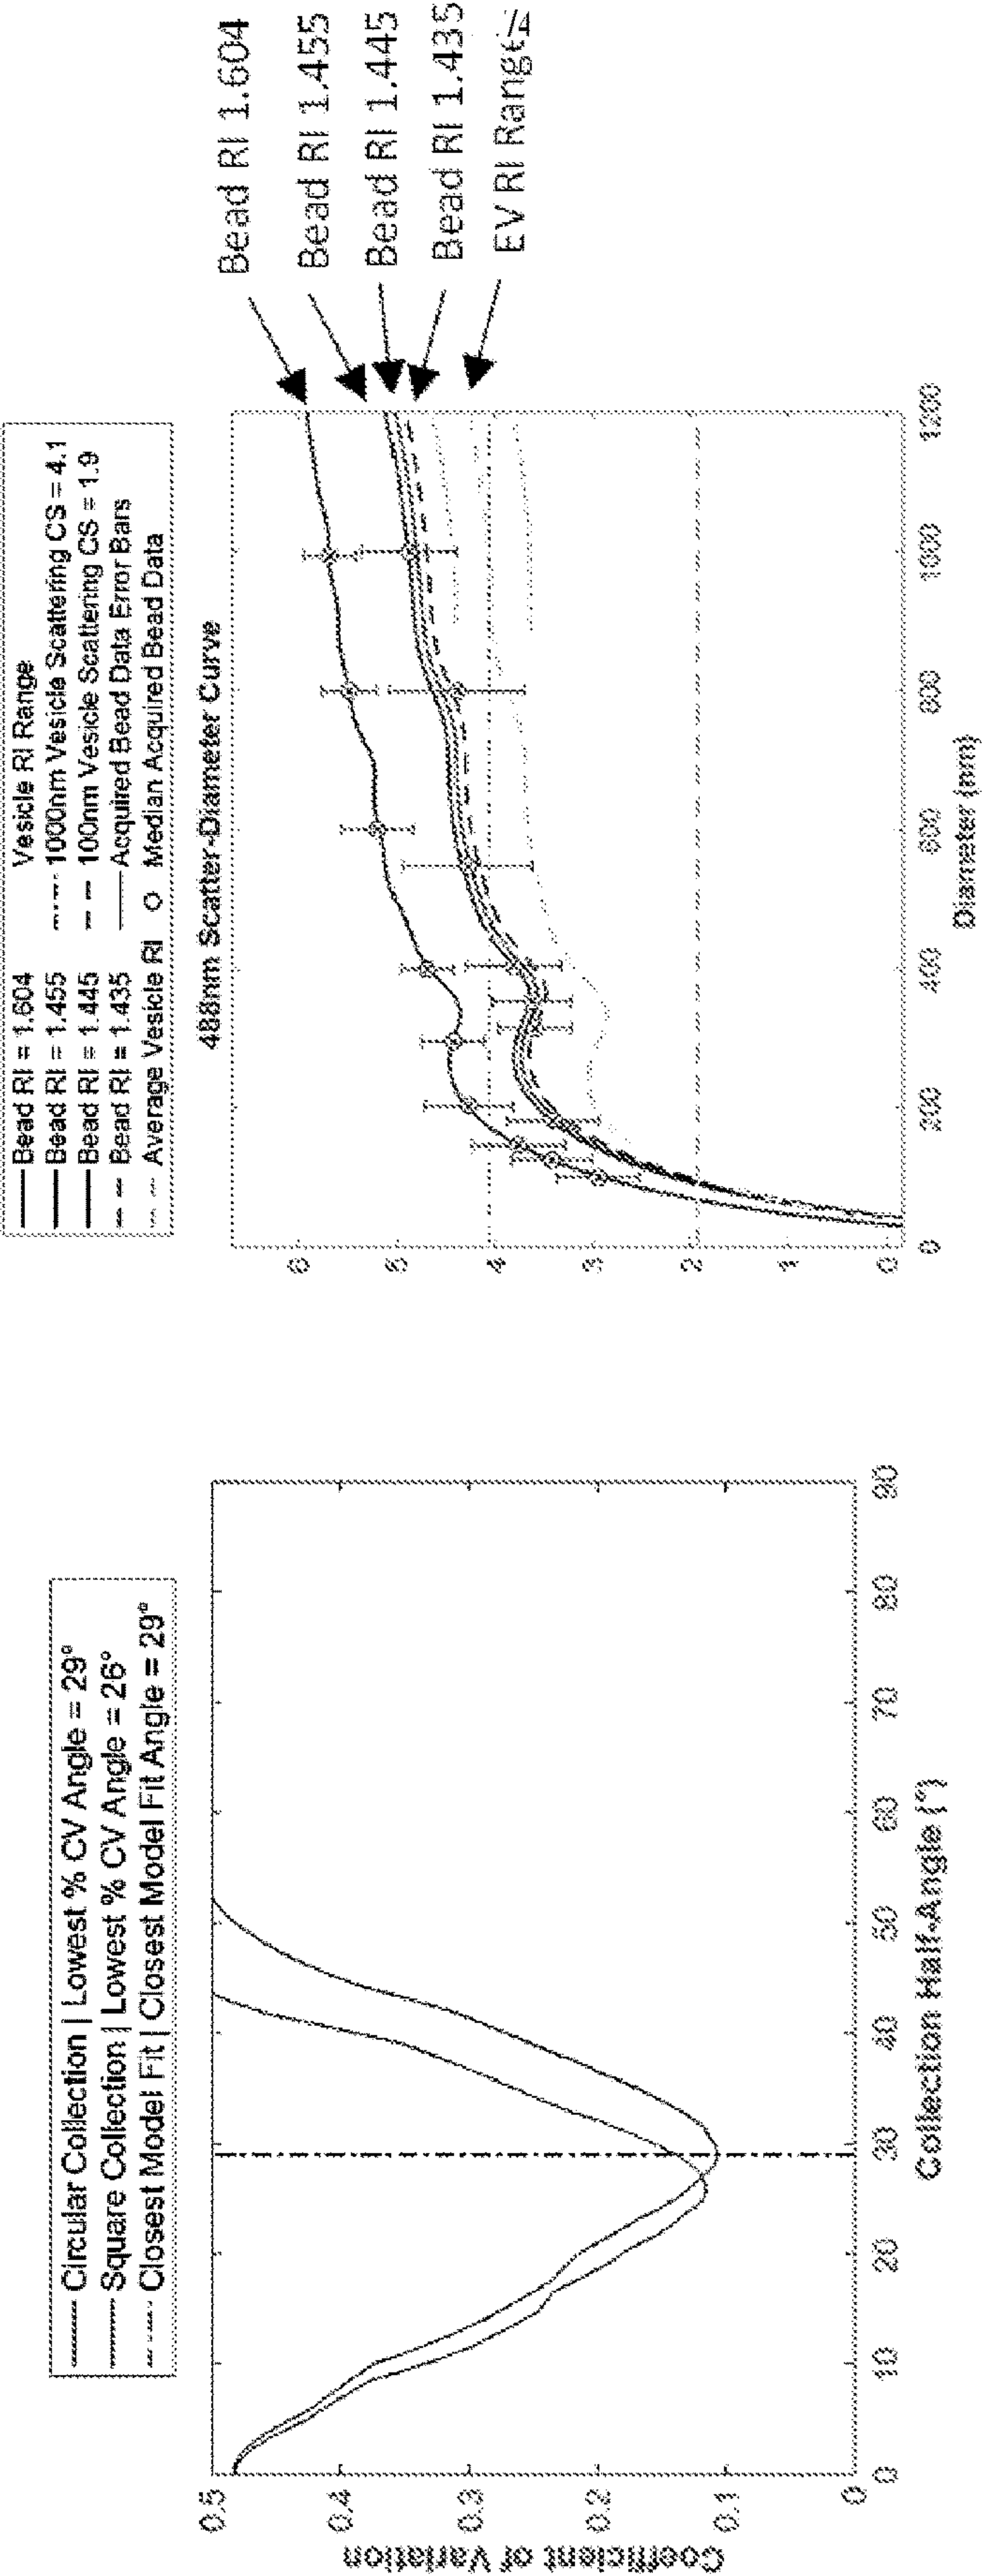 Circular Collection | Lowest % CV Angle = 29°
Square Collection | Lowest % CV Angle = 26°
Closest Model Fit | Closest Model Fit Angle = 29°
0.5
0.4
0.3
0.2
0.1
0
Coefficient of Variation
0 10 20 30 40 50 60 70 80 90
Collection Half-Angle (°)
Bead RI = 1.604 Vesicle RI Range
Bead RI = 1.455 1000nm Vesicle Scattering CS = 4.1
Bead RI = 1.445 100nm Vesicle Scattering CS = 1.9
Bead RI = 1.435 Acquired Bead Data Error Bars
Average Vesicle RI Median Acquired Bead Data
488nm Scatter-Diameter Curve
6
5
4
3
2
1
0
0 200 400 600 800 1000 1200
Diameter (nm)
Bead RI 1.604
Bead RI 1.455
Bead RI 1.445
Bead RI 1.435
EV RI Range